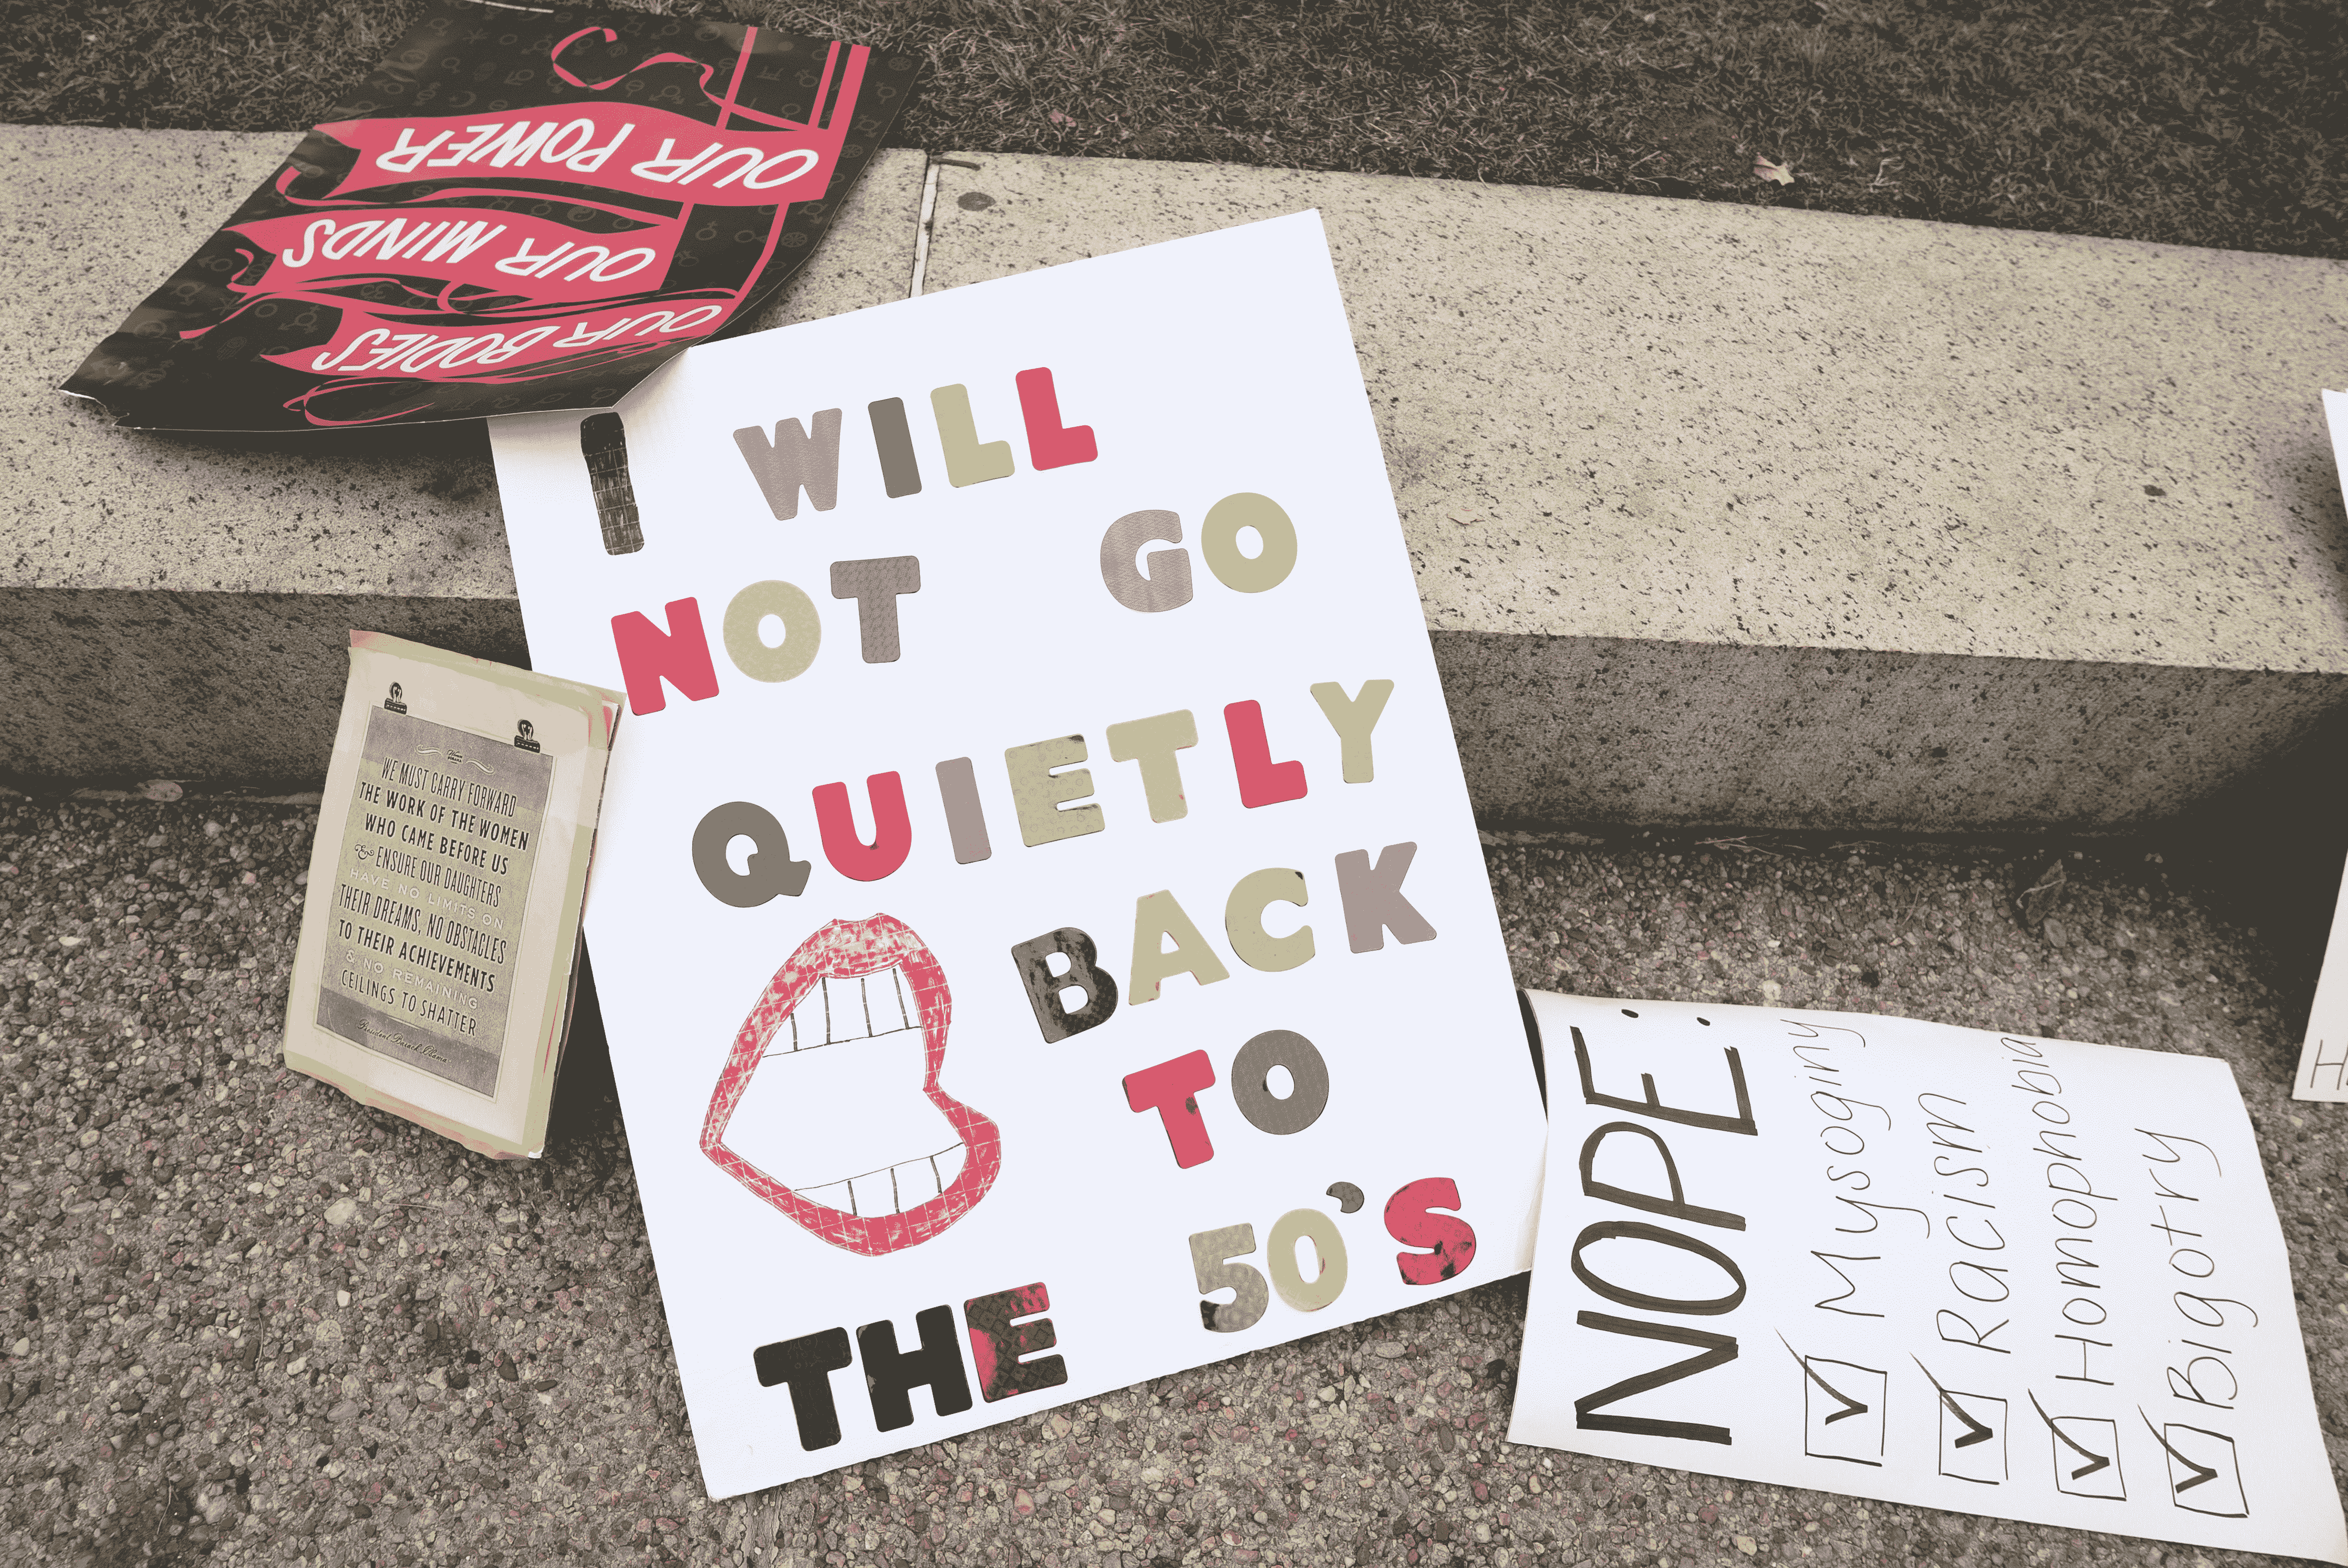 OUR BODIES
OUR MINDS
OUR POWER
I WILL
NOT GO
QUIETLY
BACK
TO
THE 50'S
WE MUST CARRY FORWARD
THE WORK OF THE WOMEN
WHO CAME BEFORE US
& ENSURE OUR DAUGHTERS
HAVE NO LIMITS ON
THEIR DREAMS, NO OBSTACLES
TO THEIR ACHIEVEMENTS
& NO REMAINING
CEILINGS TO SHATTER
President Barack Obama
NOPE:
Mysoginy
Racism
Homophobia
Bigotry